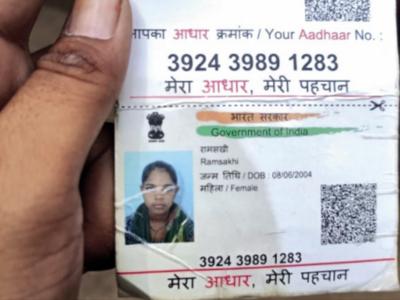 आपका आधार क्रमांक / Your Aadhaar No. :
3924 3989 1283
मेरा आधार, मेरी पहचान
भारत सरकार
Government of India
रामसखी
Ramsakhi
जन्म तिथि / DOB : 08/06/2004
महिला / Female
3924 3989 1283
मेरा आधार, मेरी पहचान